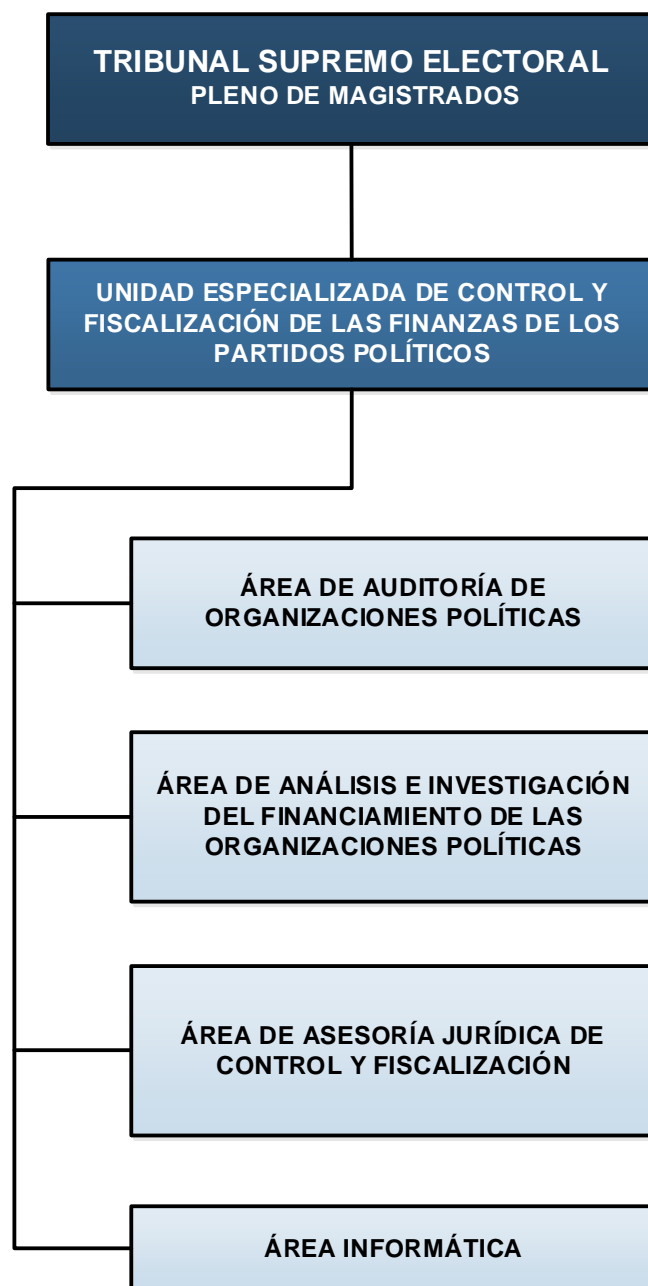 TRIBUNAL SUPREMO ELECTORAL
PLENO DE MAGISTRADOS
UNIDAD ESPECIALIZADA DE CONTROL Y
FISCALIZACIÓN DE LAS FINANZAS DE LOS
PARTIDOS POLÍTICOS
ÁREA DE AUDITORÍA DE
ORGANIZACIONES POLÍTICAS
ÁREA DE ANÁLISIS E INVESTIGACIÓN
DEL FINANCIAMIENTO DE LAS
ORGANIZACIONES POLÍTICAS
ÁREA DE ASESORÍA JURÍDICA DE
CONTROL Y FISCALIZACIÓN
ÁREA INFORMÁTICA